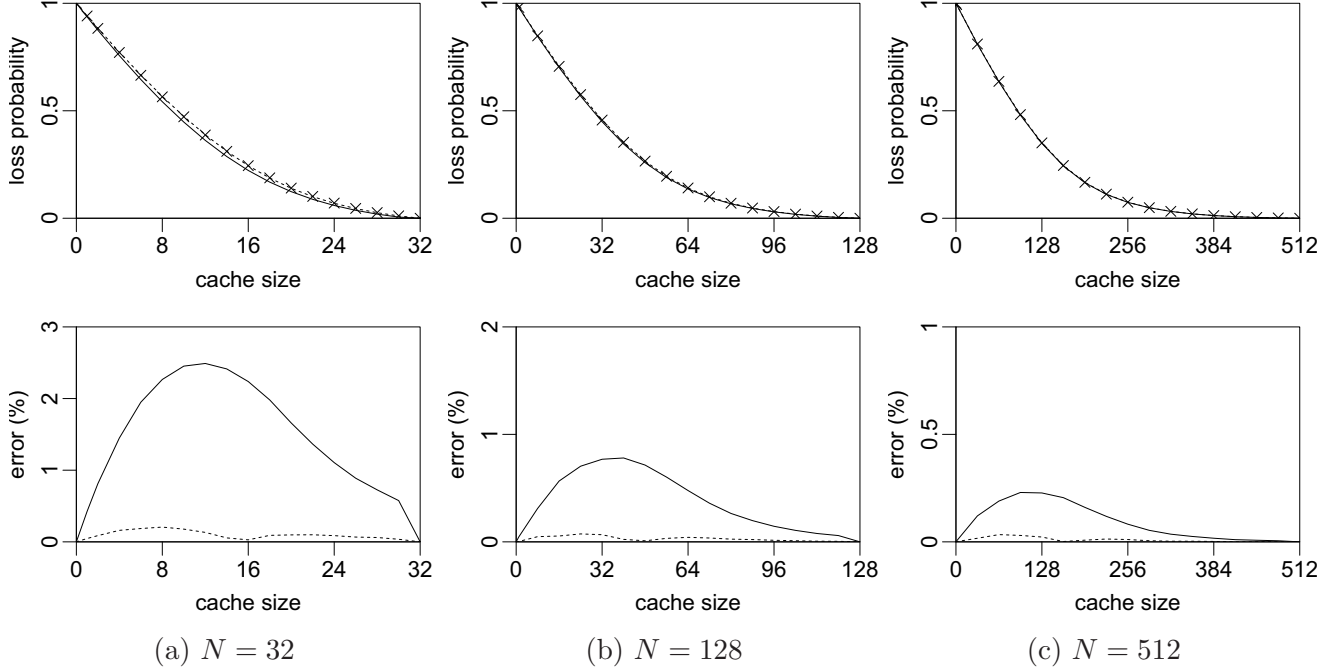 1
0.5
0
loss probability
0 8 16 24 32
cache size
1
0.5
0
loss probability
0 32 64 96 128
cache size
1
0.5
0
loss probability
0 128 256 384 512
cache size
3
2
1
0
error (%)
0 8 16 24 32
cache size
2
1
0
error (%)
0 32 64 96 128
cache size
1
0.5
0
error (%)
0 128 256 384 512
cache size
(a) N = 32
(b) N = 128
(c) N = 512